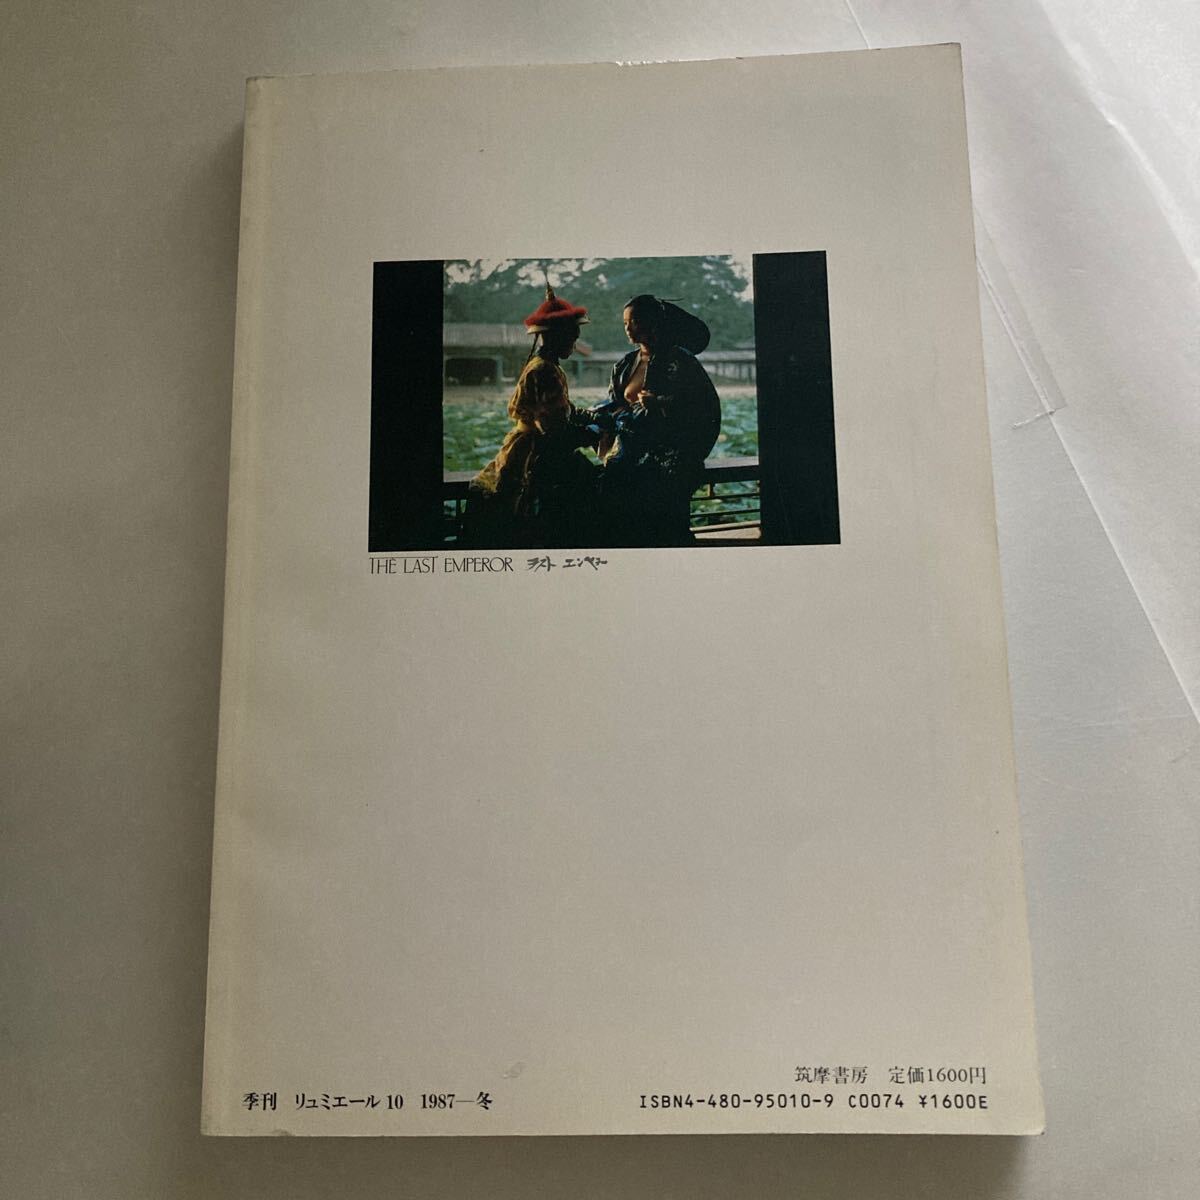 THE LAST EMPEROR ラスト エンペラー
筑摩書房 定価1600円
季刊 リュミエール 10 1987—冬
ISBN4-480-95010-9 C0074 ¥1600E